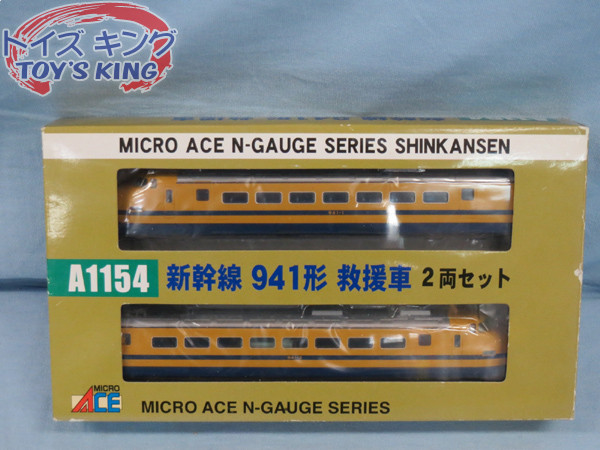 トイズ キング
TOY'S KING
MICRO ACE N-GAUGE SERIES SHINKANSEN
A1154 新幹線 941形 救援車 2両セット
MICRO
ACE
MICRO ACE N-GAUGE SERIES